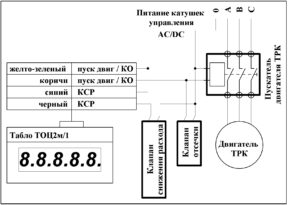 Питание катушек
управления
AC/DC
0
A
B
C
Пускатель
двигателя ТРК
желто-зеленый
пуск двиг / КО
коричн
пуск двиг / КО
синий
КСР
черный
КСР
Табло ТОЦ2м/1
8.8.8.8.8.
Клапан
снижения расхода
Клапан
отсечки
Двигатель
ТРК